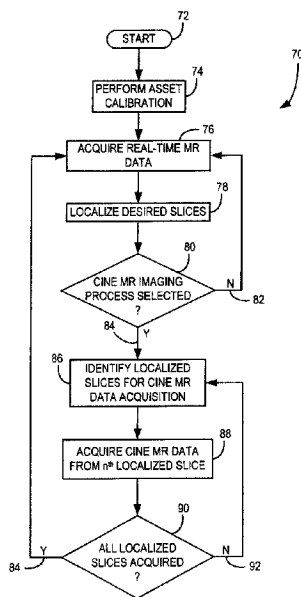 72
START
70
74
PERFORM ASSET
CALIBRATION
76
ACQUIRE REAL-TIME MR
DATA
78
LOCALIZE DESIRED SLICES
80
CINE MR IMAGING
PROCESS SELECTED
?
N
82
84
Y
86
IDENTIFY LOCALIZED
SLICES FOR CINE MR
DATA ACQUISITION
88
ACQUIRE CINE MR DATA
FROM nth LOCALIZED SLICE
90
ALL LOCALIZED
SLICES ACQUIRED
?
Y
84
N
92